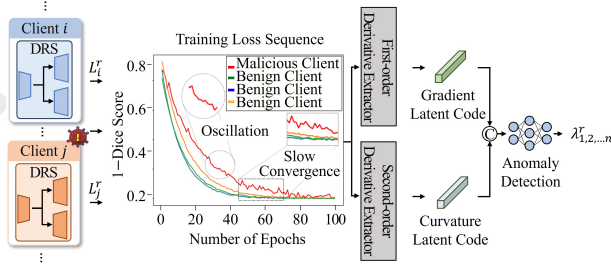 Client i
DRS
L_i^r
Client j
DRS
L_j^r
Training Loss Sequence
Malicious Client
Benign Client
Benign Client
Benign Client
Oscillation
Slow
Convergence
1−Dice Score
0.8
0.6
0.4
0.2
0 20 40 60 80 100
Number of Epochs
First-order
Derivative Extractor
Second-order
Derivative Extractor
Gradient
Latent Code
Curvature
Latent Code
C
Anomaly
Detection
λ^r_{1,2,...n}